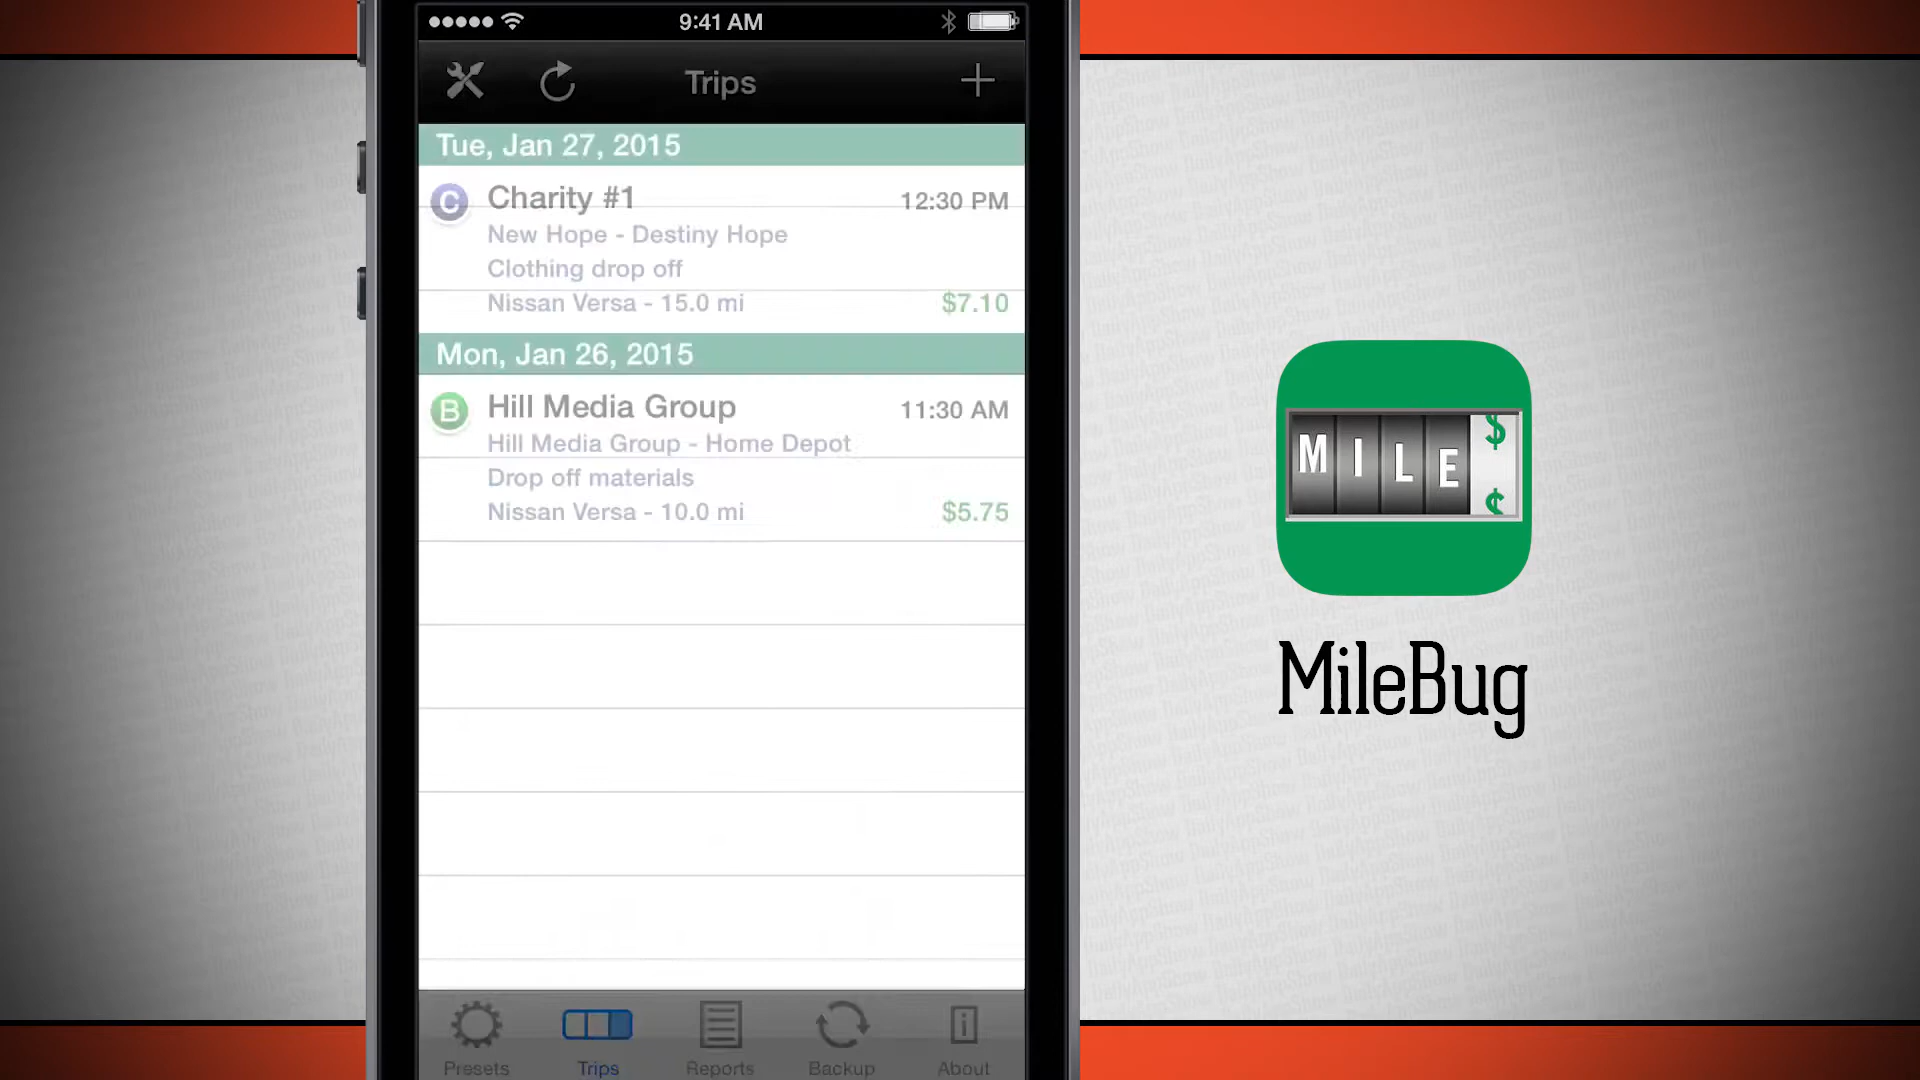 9:41 AM
Trips
Tue, Jan 27, 2015
C Charity #1 12:30 PM
New Hope - Destiny Hope
Clothing drop off
Nissan Versa - 15.0 mi $7.10
Mon, Jan 26, 2015
B Hill Media Group 11:30 AM
Hill Media Group - Home Depot
Drop off materials
Nissan Versa - 10.0 mi $5.75
Presets Trips Reports Backup About
MILE $
MileBug